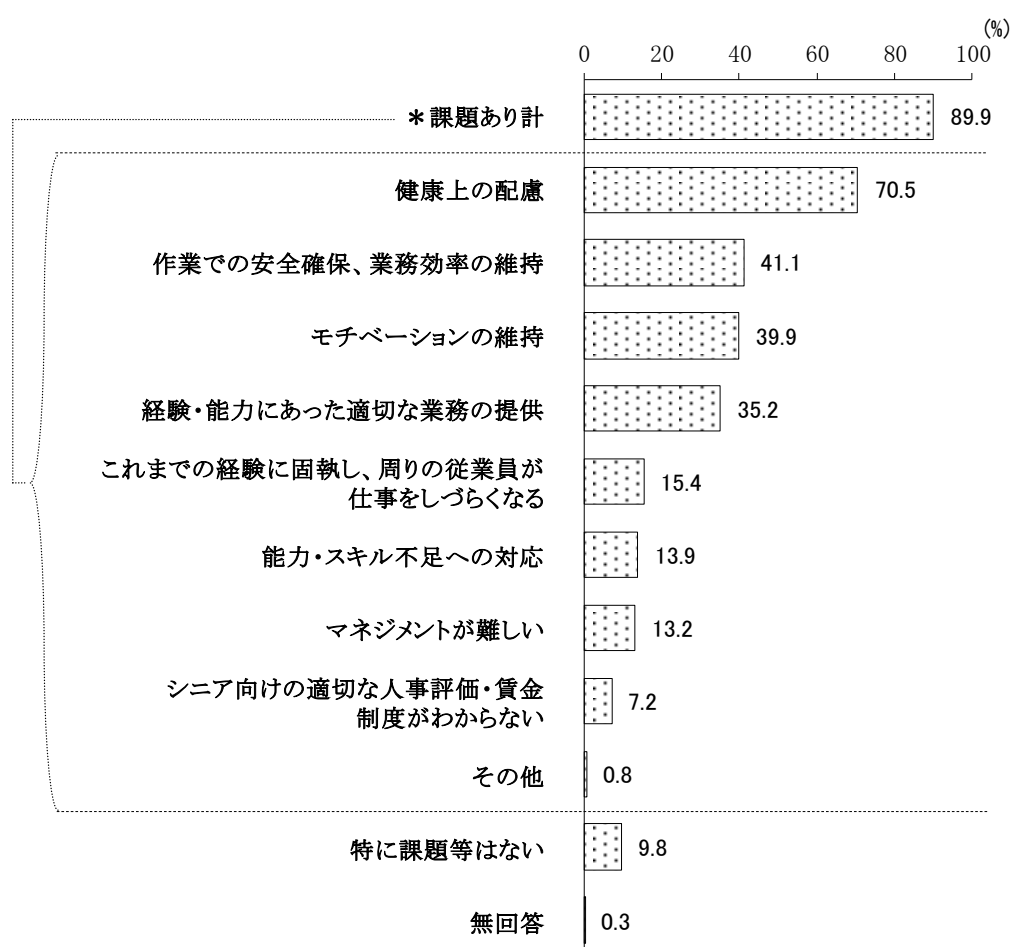 (%)
0 20 40 60 80 100
＊課題あり計 89.9
健康上の配慮 70.5
作業での安全確保、業務効率の維持 41.1
モチベーションの維持 39.9
経験・能力にあった適切な業務の提供 35.2
これまでの経験に固執し、周りの従業員が
仕事をしづらくなる 15.4
能力・スキル不足への対応 13.9
マネジメントが難しい 13.2
シニア向けの適切な人事評価・賃金
制度がわからない 7.2
その他 0.8
特に課題等はない 9.8
無回答 0.3